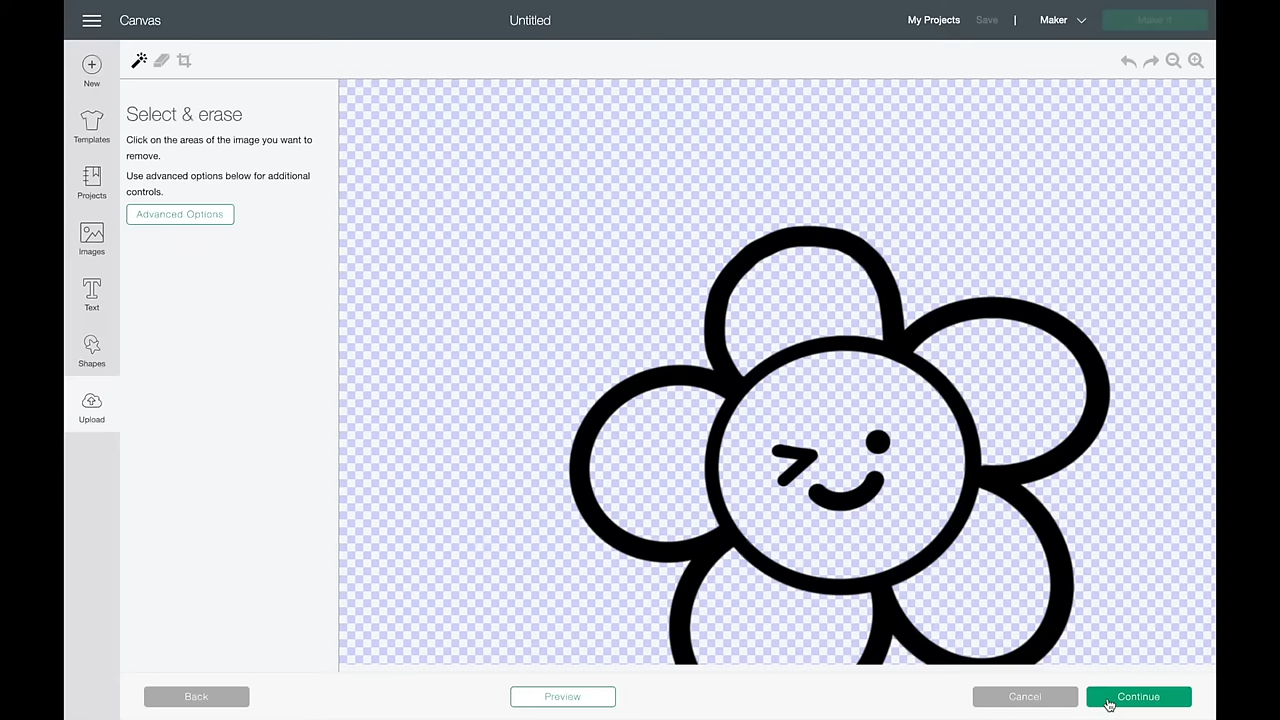 Canvas
Untitled
My Projects Save | Maker Make It
New
Templates
Projects
Images
Text
Shapes
Upload
Select & erase
Click on the areas of the image you want to
remove.
Use advanced options below for additional
controls.
Advanced Options
Back
Preview
Cancel
Continue